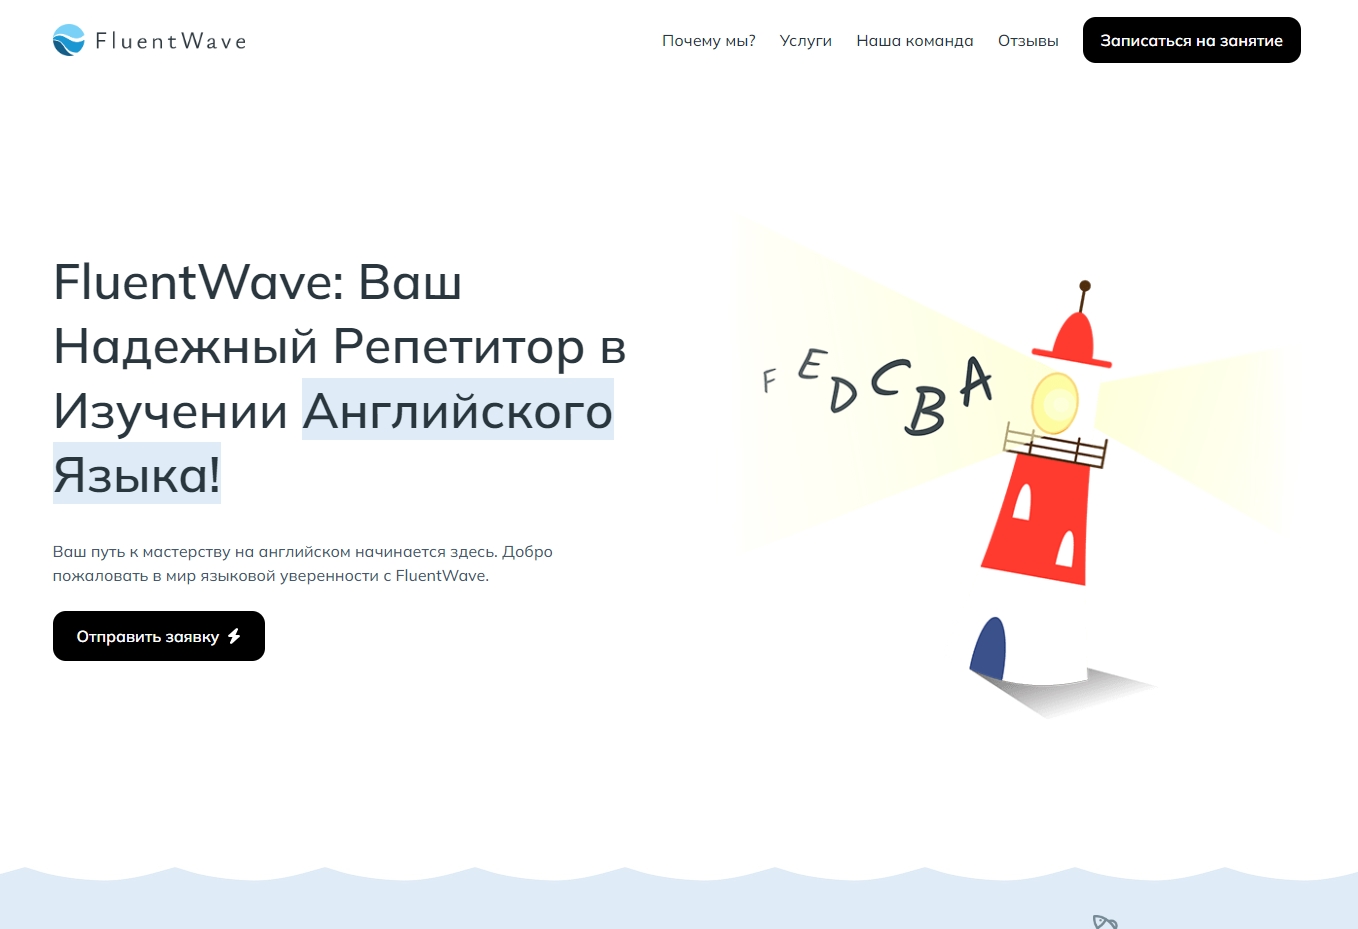 FluentWave
Почему мы?
Услуги
Наша команда
Отзывы
Записаться на занятие
FluentWave: Ваш
Надежный Репетитор в
Изучении Английского
Языка!
Ваш путь к мастерству на английском начинается здесь. Добро
пожаловать в мир языковой уверенности с FluentWave.
Отправить заявку
F E D C B A